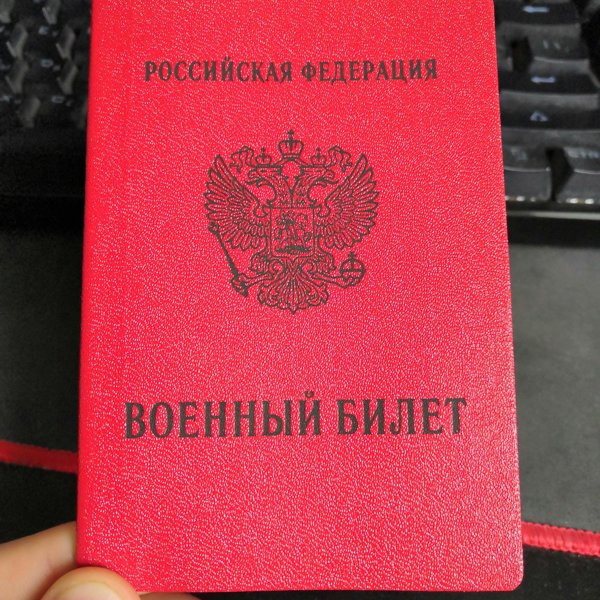 РОССИЙСКАЯ ФЕДЕРАЦИЯ
ВОЕННЫЙ БИЛЕТ